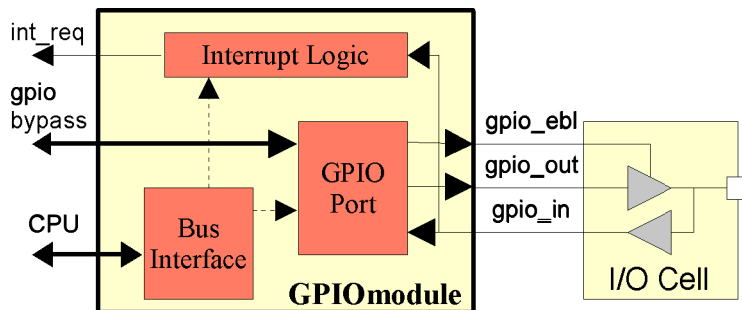 int_req
Interrupt Logic
gpio
bypass
gpio_ebl
gpio_out
GPIO
Port
gpio_in
CPU
Bus
Interface
I/O Cell
GPIOmodule